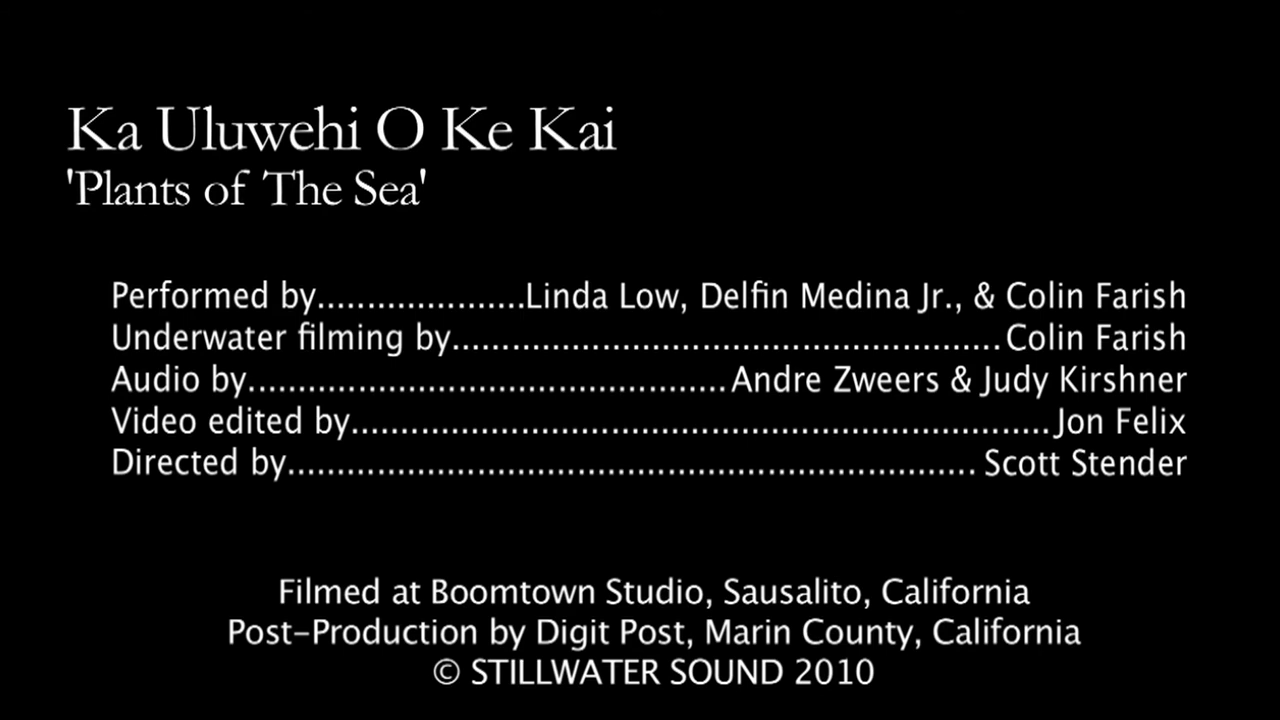 Ka Uluwehi O Ke Kai
'Plants of The Sea'
Performed by.....................Linda Low, Delfin Medina Jr., & Colin Farish
Underwater filming by.......................................................Colin Farish
Audio by................................................Andre Zweers & Judy Kirshner
Video edited by......................................................................Jon Felix
Directed by..................................................................... Scott Stender
Filmed at Boomtown Studio, Sausalito, California
Post-Production by Digit Post, Marin County, California
© STILLWATER SOUND 2010